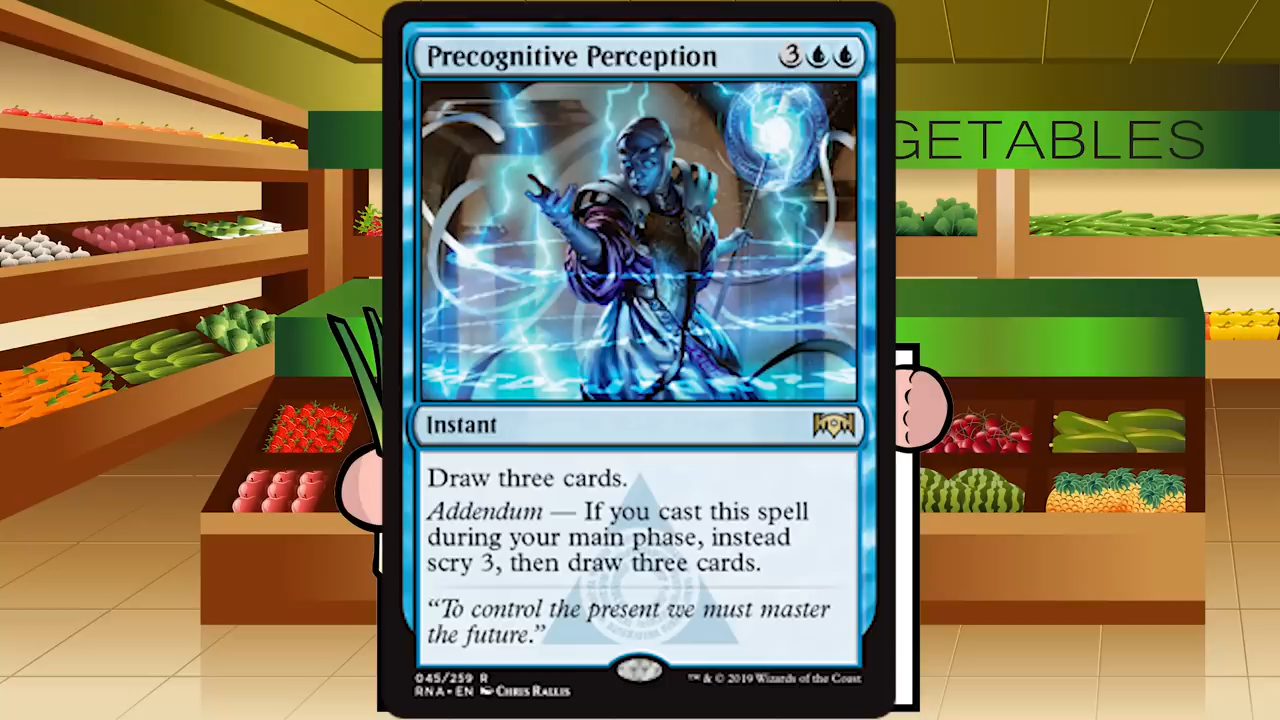 Precognitive Perception 3
GETABLES
Instant
Draw three cards.
Addendum — If you cast this spell
during your main phase, instead
scry 3, then draw three cards.
“To control the present we must master
the future.”
045/259 R
RNA • EN Chris Rallis
™ & © 2019 Wizards of the Coast